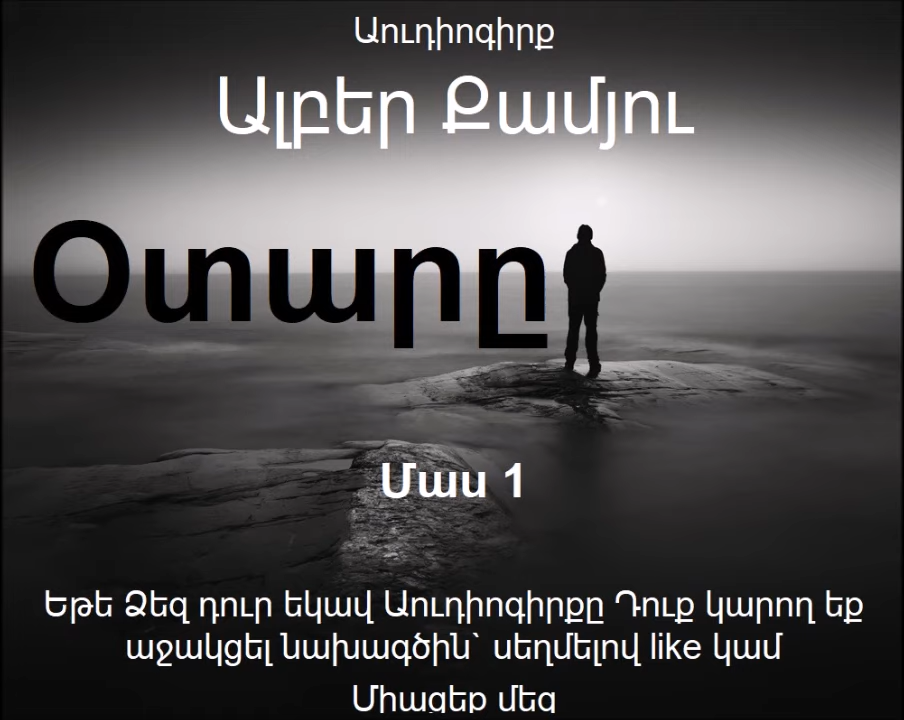 Աուդիոգիրք
Ալբեր Քամյու
Օտարը
Մաս 1
Եթե Ձեզ դուր եկավ Աուդիոգիրքը Դուք կարող եք
աջակցել նախագծին՝ սեղմելով like կամ
Միացեք մեզ